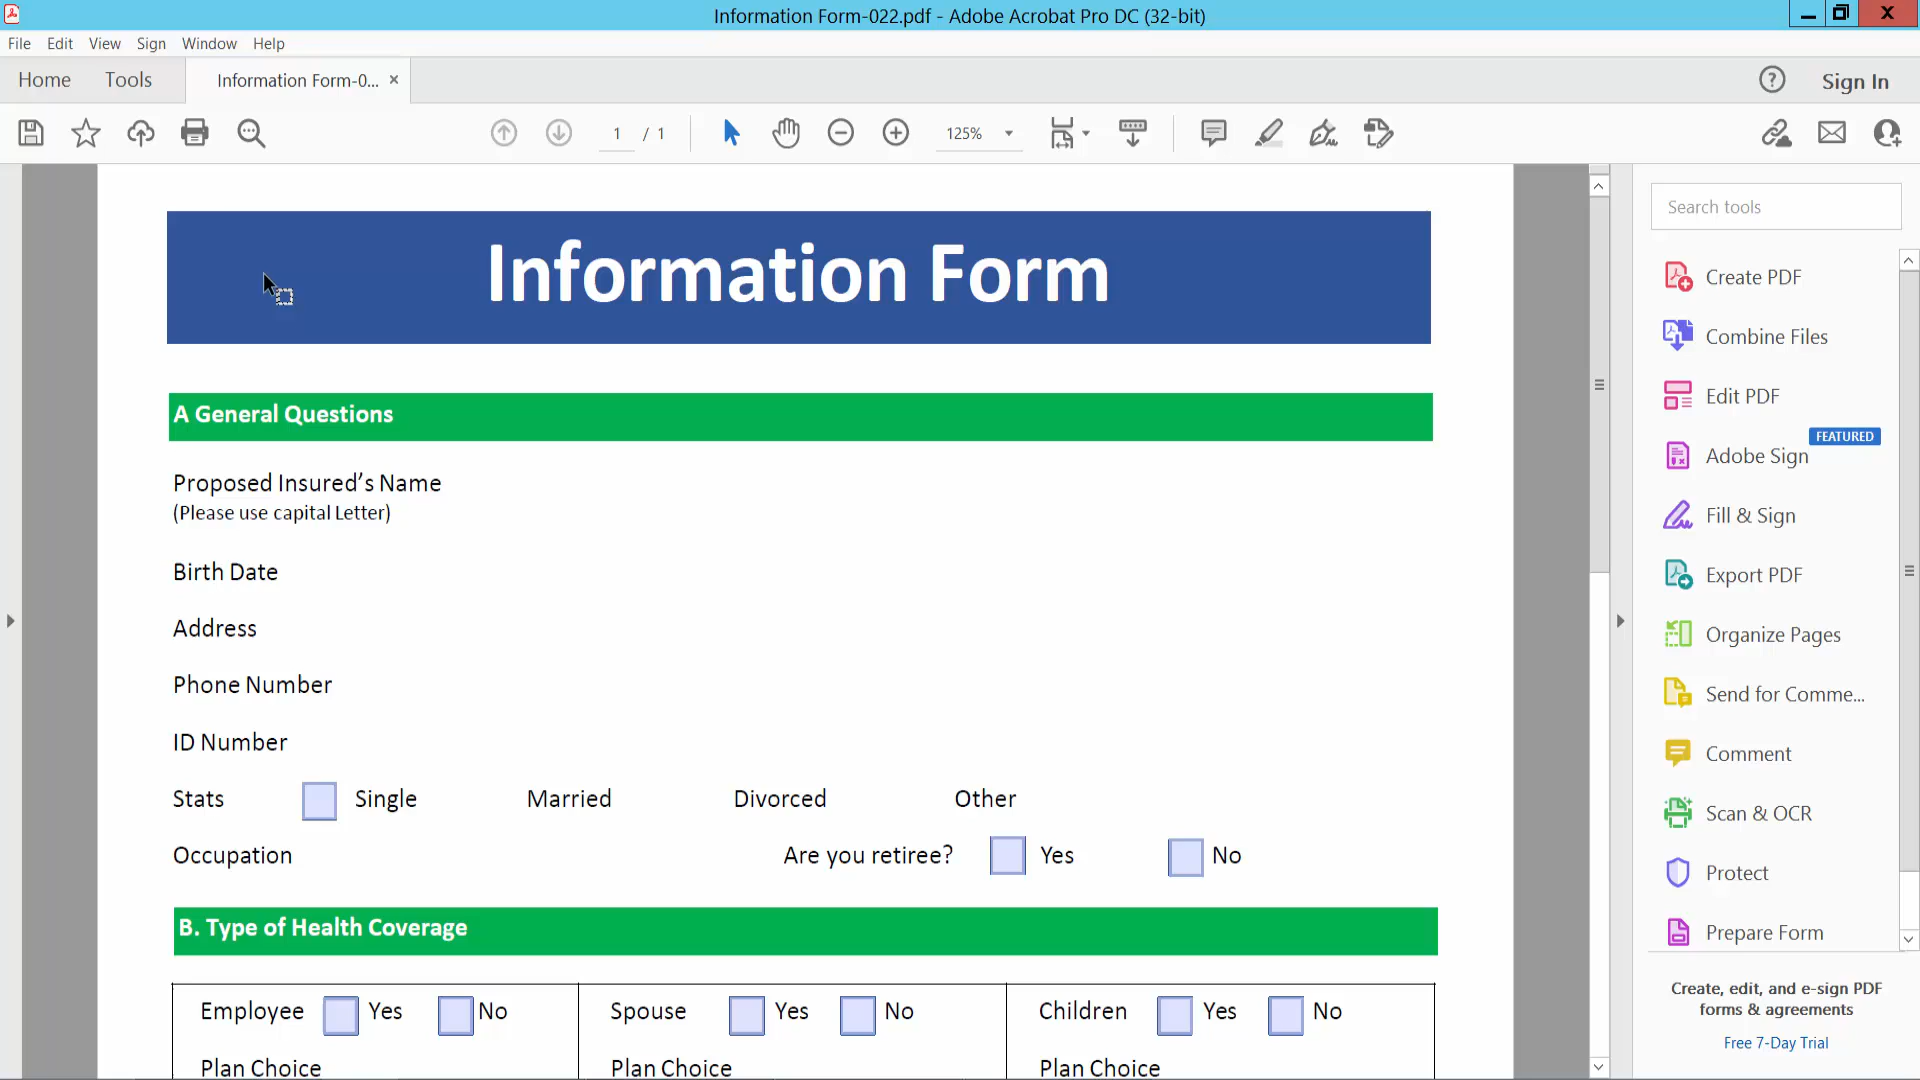 Information Form-022.pdf - Adobe Acrobat Pro DC (32-bit)
X
File Edit View Sign Window Help
Home Tools Information Form-0... × ? Sign In
1 / 1 125%
Information Form
A General Questions
Proposed Insured's Name
(Please use capital Letter)
Birth Date
Address
Phone Number
ID Number
Stats Single Married Divorced Other
Occupation Are you retiree? Yes No
B. Type of Health Coverage
Employee Yes No Spouse Yes No Children Yes No
Plan Choice Plan Choice Plan Choice
Search tools
Create PDF
Combine Files
Edit PDF
FEATURED
Adobe Sign
Fill & Sign
Export PDF
Organize Pages
Send for Comme...
Comment
Scan & OCR
Protect
Prepare Form
Create, edit, and e-sign PDF
forms & agreements
Free 7-Day Trial